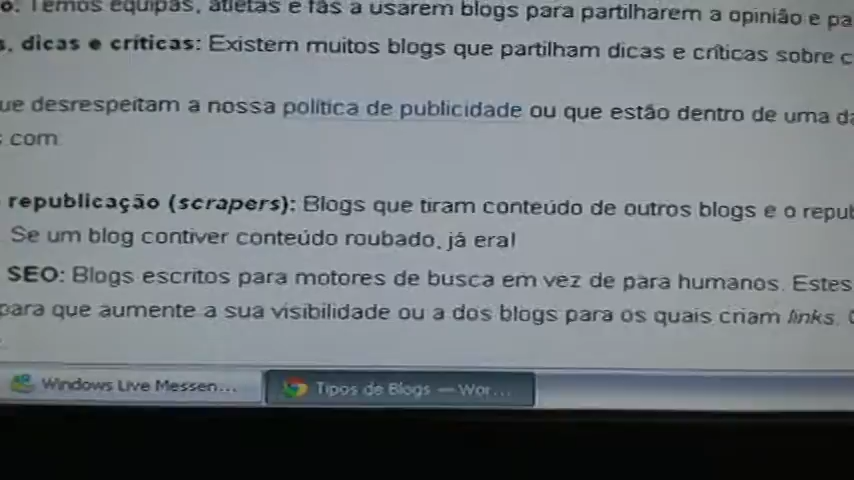 o: Temos equipas, atletas e fãs a usarem blogs para partilharem a opinião e pa
s, dicas e críticas: Existem muitos blogs que partilham dicas e críticas sobre c
ue desrespeitam a nossa política de publicidade ou que estão dentro de uma da
s com
republicação (scrapers): Blogs que tiram conteúdo de outros blogs e o repub
Se um blog contiver conteúdo roubado, já era!
SEO: Blogs escritos para motores de busca em vez de para humanos. Estes
para que aumente a sua visibilidade ou a dos blogs para os quais criam links.
Windows Live Messen...
Tipos de Blogs — Wor...